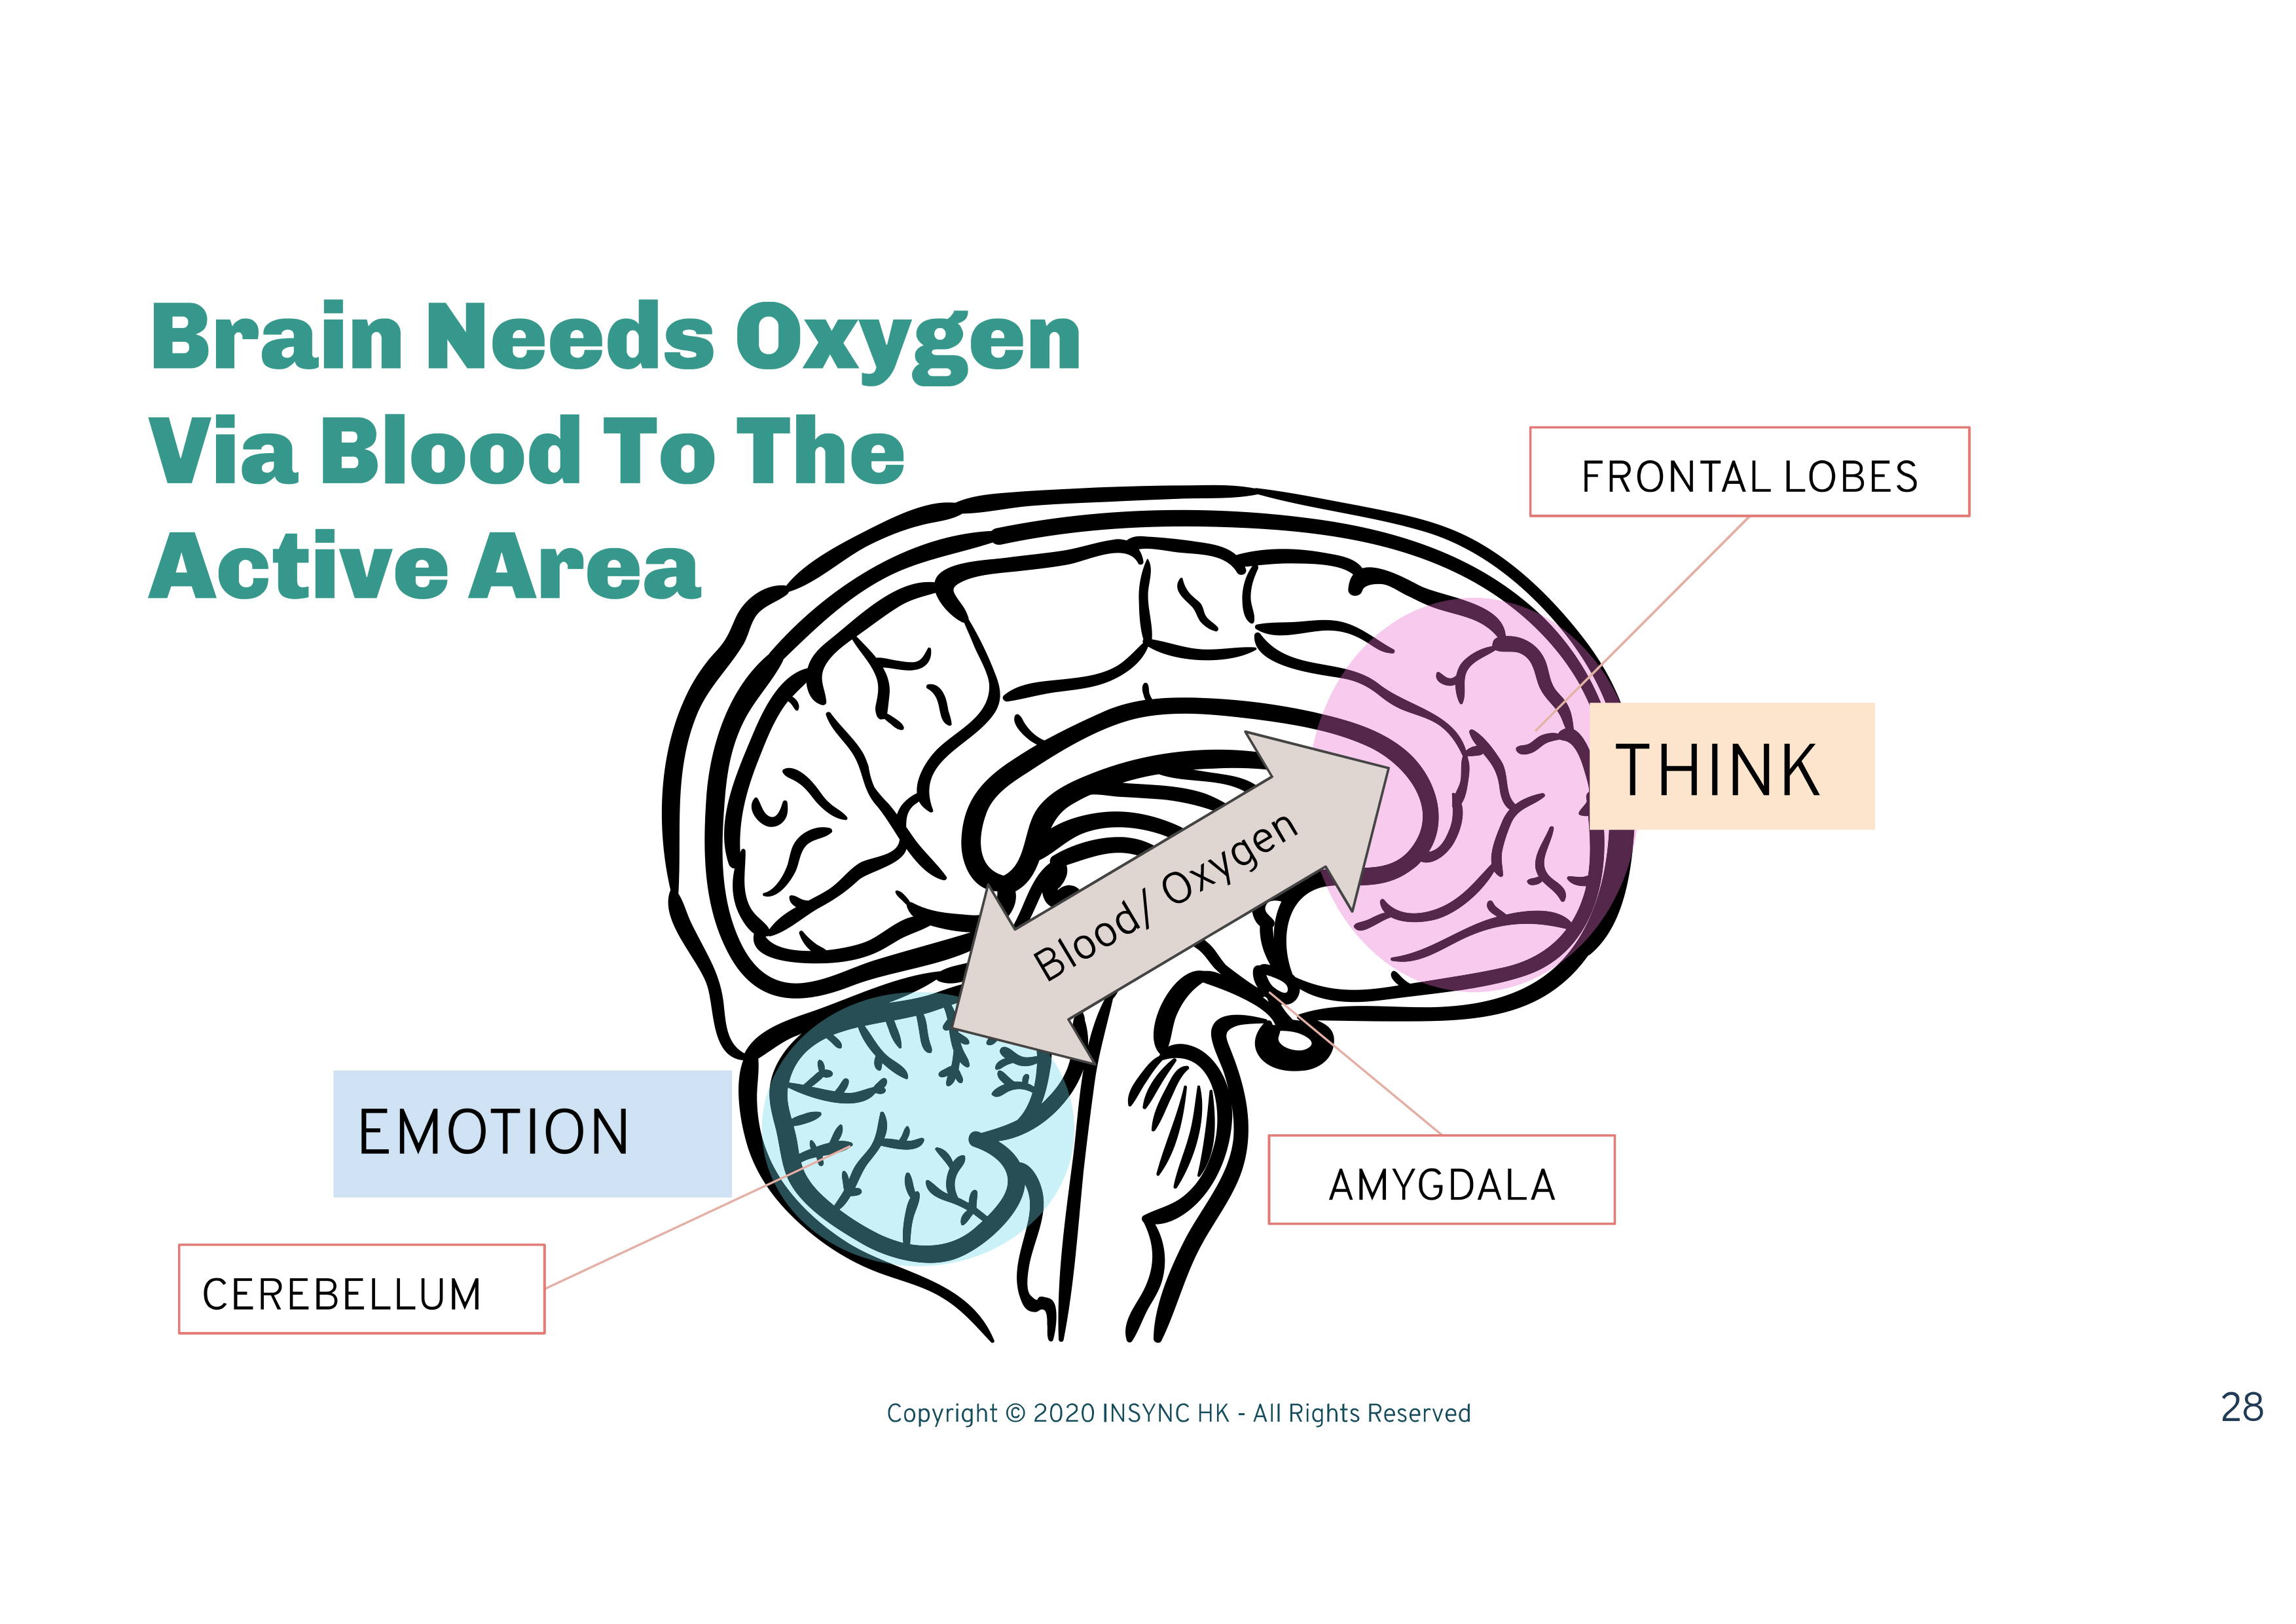 Brain Needs Oxygen
Via Blood To The
Active Area
FRONTAL LOBES
THINK
Blood/ Oxygen
EMOTION
AMYGDALA
CEREBELLUM
Copyright © 2020 INSYNC HK - All Rights Reserved
28